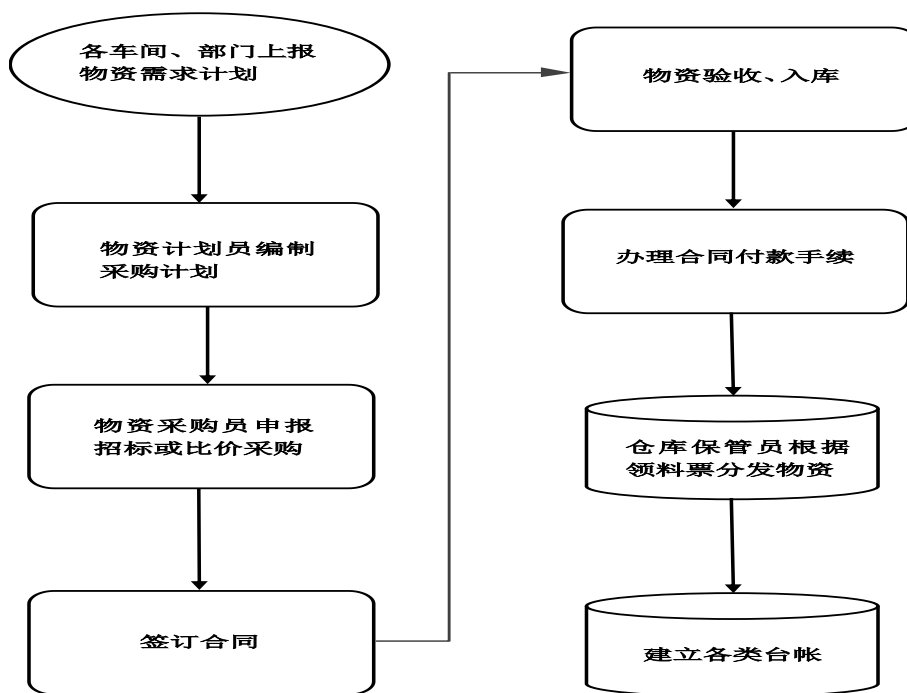 各车间、部门上报
物资需求计划
物资计划员编制
采购计划
物资采购员申报
招标或比价采购
签订合同
物资验收、入库
办理合同付款手续
仓库保管员根据
领料票分发物资
建立各类台帐